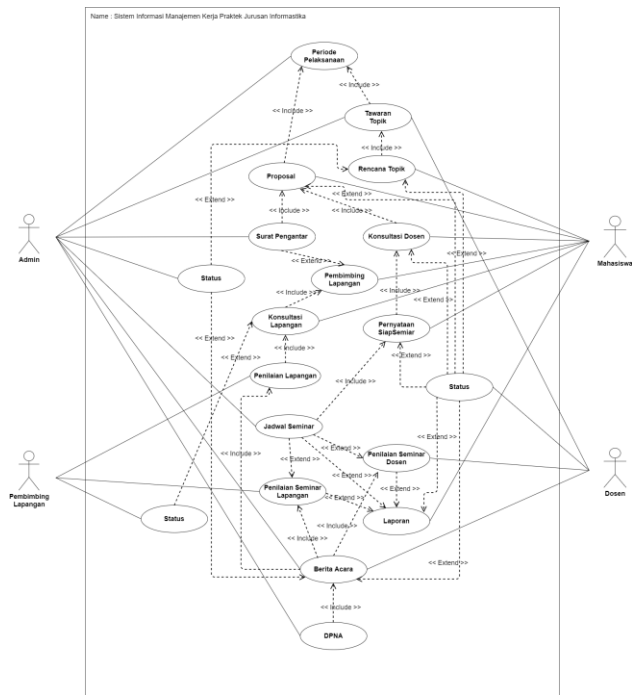 Name : Sistem Informasi Manajemen Kerja Praktek Jurusan Informatika
Periode
Pelaksanaan
<< Include >>
<< Include >>
Tawaran
Topik
<< Include >>
Proposal
Rencana Topik
<< Extend >>
<< Extend >>
<< Include >>
<< Include >>
Surat Pengantar
Konsultasi Dosen
Admin
Mahasiswa
<< Extend >>
<< Extend >>
Status
Pembimbing
Lapangan
<< Extend >>
<< Include >>
<< Include >>
<< Extend >>
Konsultasi
Lapangan
Pernyataan
SiapSemiar
<< Extend >>
<< Include >>
<< Extend >>
Penilaian Lapangan
<< Include >>
Status
Jadwal Seminar
<< Include >>
<< Extend >>
<< Extend >>
<< Extend >>
Penilaian Seminar
Dosen
<< Extend >>
Pembimbing
Lapangan
Dosen
Penilaian Seminar
Lapangan
<< Extend >>
<< Extend >>
Status
Laporan
<< Include >>
<< Include >>
Berita Acara
<< Extend >>
<< Include >>
DPNA